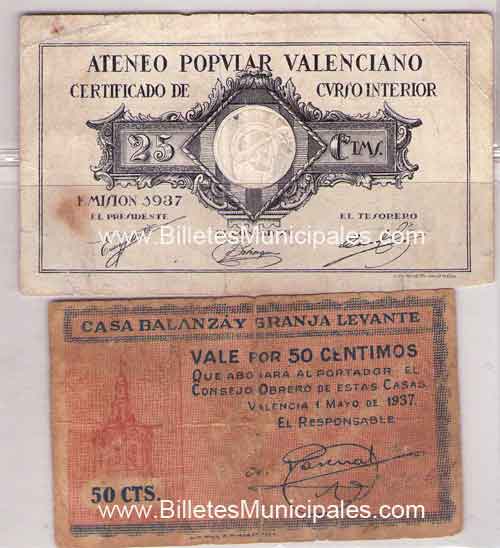 ATENEO POPVLAR VALENCIANO
CERTIFICADO DE CVRSO INTERIOR
25 CTMS.
EMISION 1937
EL PRESIDENTE
EL TESORERO
www.BilletesMunicipales.com
CASA BALANZA Y GRANJA LEVANTE
VALE POR 50 CENTIMOS
QUE ABONARA AL PORTADOR EL
CONSEJO OBRERO DE ESTAS CASAS
VALENCIA 1 MAYO DE 1937.
EL RESPONSABLE
50 CTS.
www.BilletesMunicipales.com